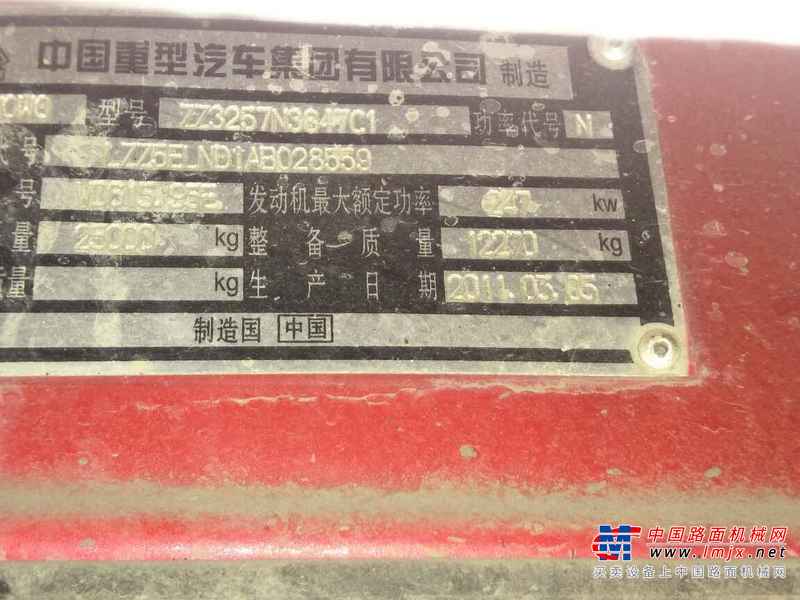 中国重型汽车集团有限公司 制造
型号 ZZ3257N3647C1 功率代号 N
号 LZZ5ELND1AB028559
号 发动机最大额定功率 247 kw
量 25000 kg 整备质量 12270 kg
质量 kg 生产日期 2011.03.05
制造国 中国
中国路面机械网
www.lmjx.net
买卖设备上中国路面机械网